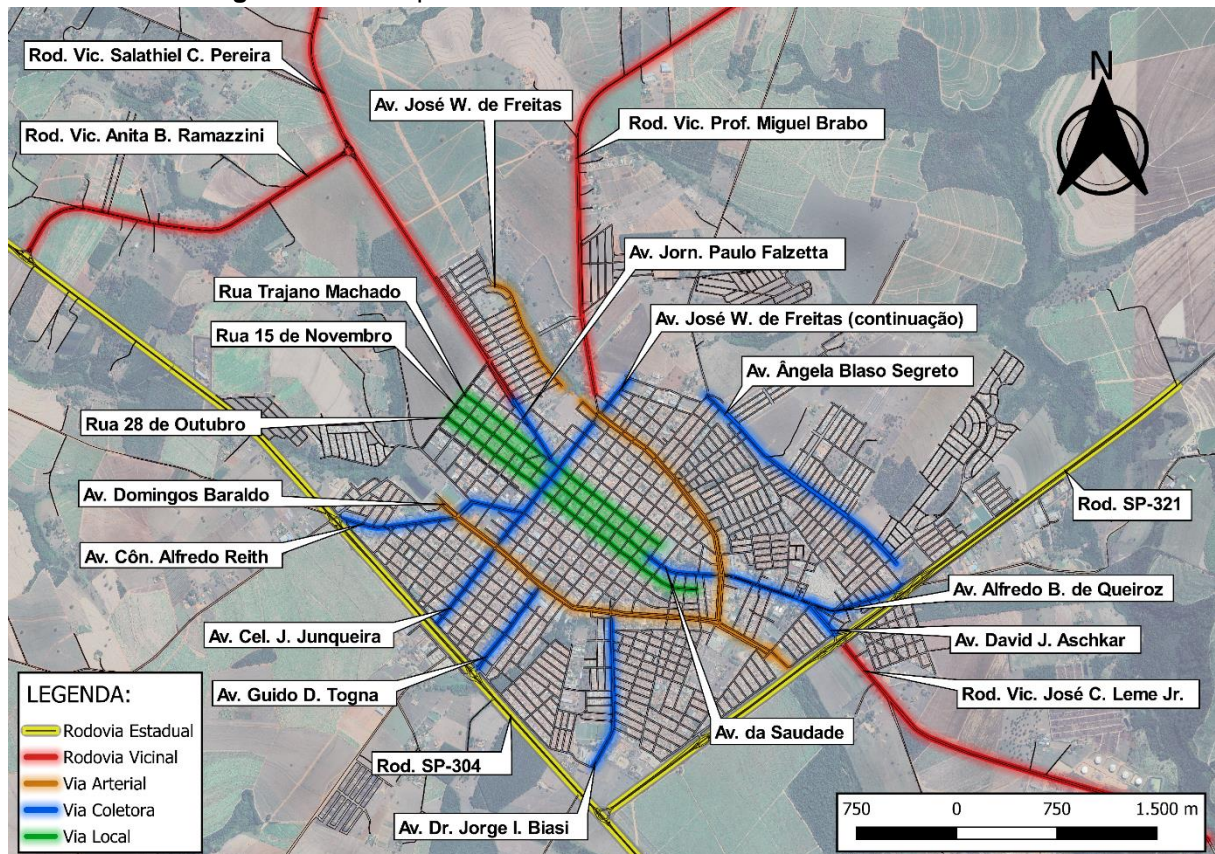 Rod. Vic. Salathiel C. Pereira
N
Av. José W. de Freitas
Rod. Vic. Anita B. Ramazzini
Rod. Vic. Prof. Miguel Brabo
Av. Jorn. Paulo Falzetta
Rua Trajano Machado
Av. José W. de Freitas (continuação)
Rua 15 de Novembro
Av. Ângela Blaso Segreto
Rua 28 de Outubro
Av. Domingos Baraldo
Rod. SP-321
Av. Côn. Alfredo Reith
Av. Alfredo B. de Queiroz
Av. Cel. J. Junqueira
Av. David J. Aschkar
Av. Guido D. Togna
Rod. Vic. José C. Leme Jr.
Av. da Saudade
Rod. SP-304
Av. Dr. Jorge I. Biasi
LEGENDA:
Rodovia Estadual
Rodovia Vicinal
Via Arterial
Via Coletora
Via Local
750 0 750 1.500 m